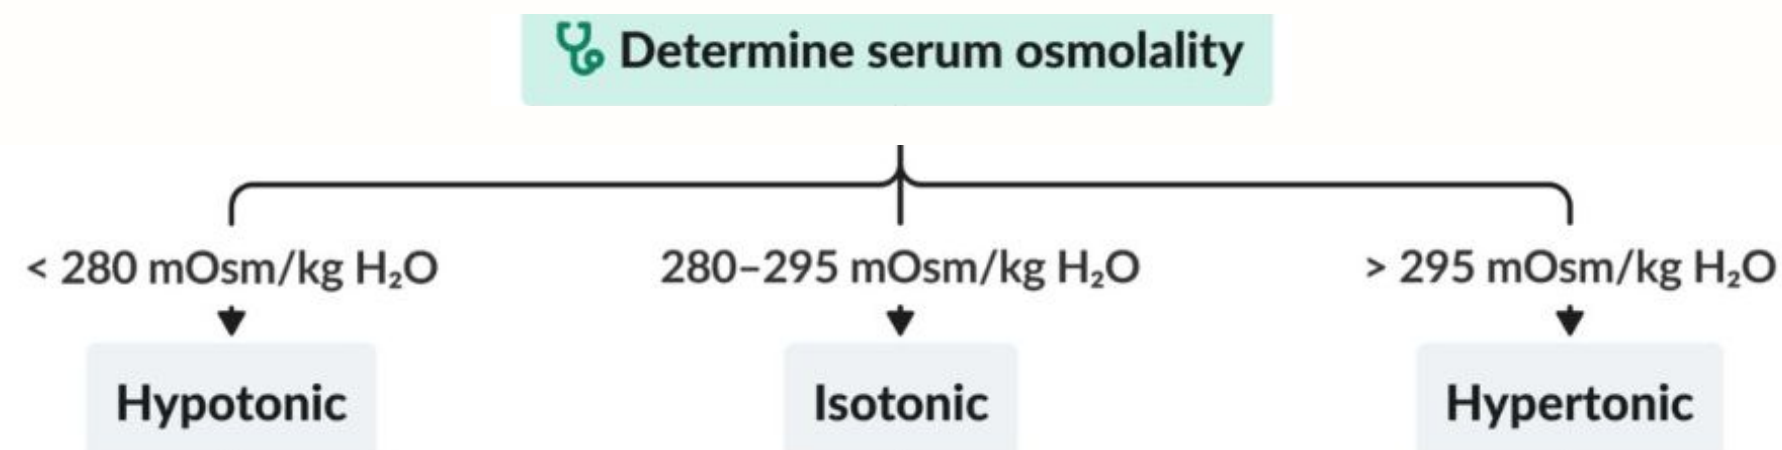 Determine serum osmolality
< 280 mOsm/kg H₂O
280–295 mOsm/kg H₂O
> 295 mOsm/kg H₂O
Hypotonic
Isotonic
Hypertonic